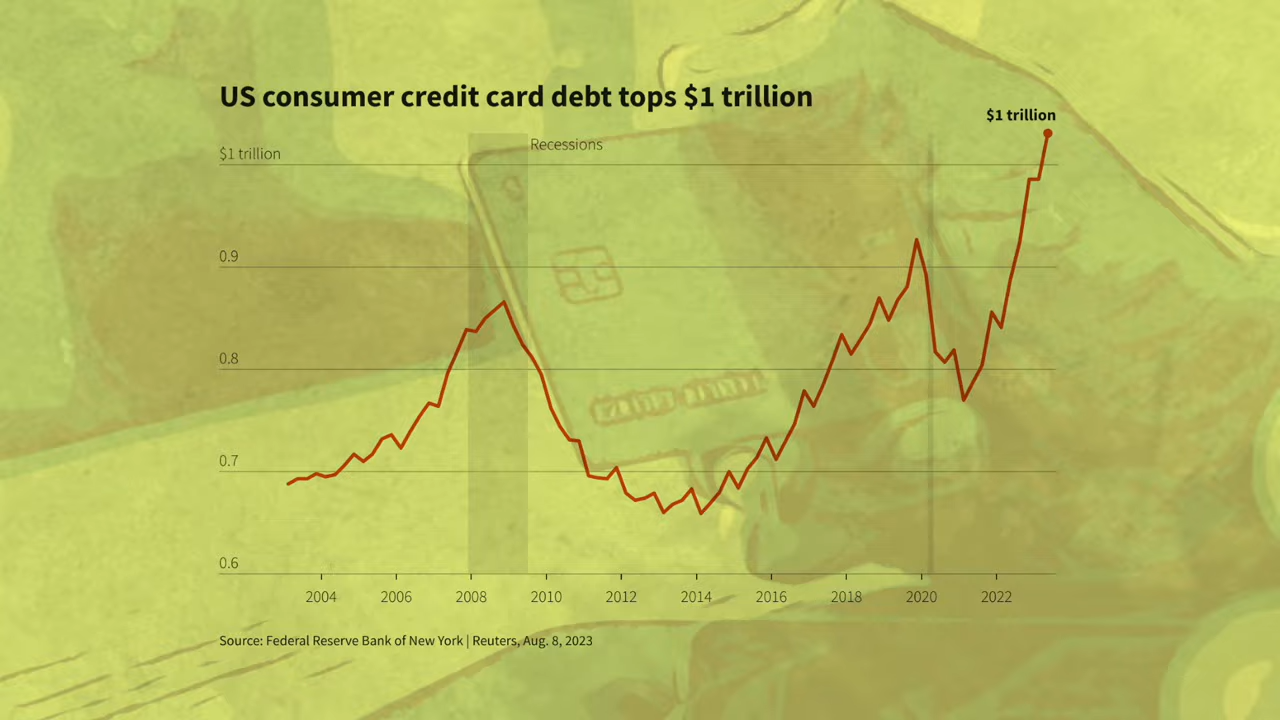 US consumer credit card debt tops $1 trillion
$1 trillion
Recessions
$1 trillion
0.9
0.8
0.7
0.6
2004 2006 2008 2010 2012 2014 2016 2018 2020 2022
Source: Federal Reserve Bank of New York | Reuters, Aug. 8, 2023